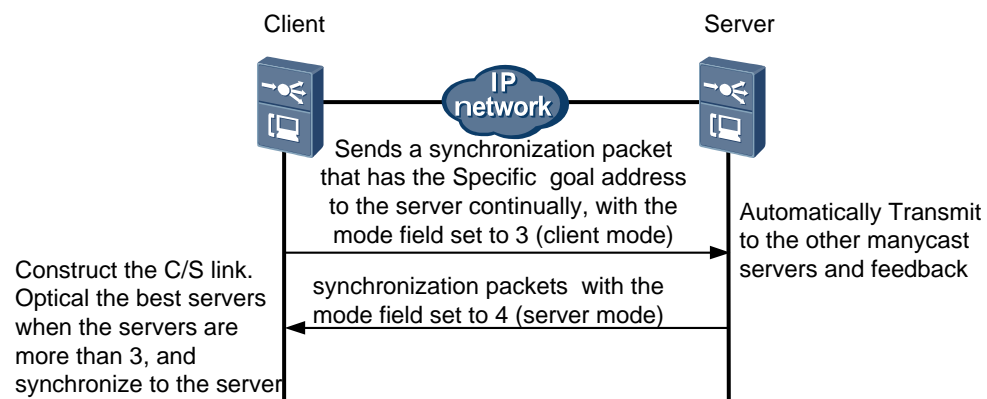 Client
Server
IP
network
Sends a synchronization packet
that has the Specific goal address
to the server continually, with the
mode field set to 3 (client mode)
Automatically Transmit
to the other manycast
servers and feedback
Construct the C/S link.
Optical the best servers
when the servers are
more than 3, and
synchronize to the server
synchronization packets with the
mode field set to 4 (server mode)